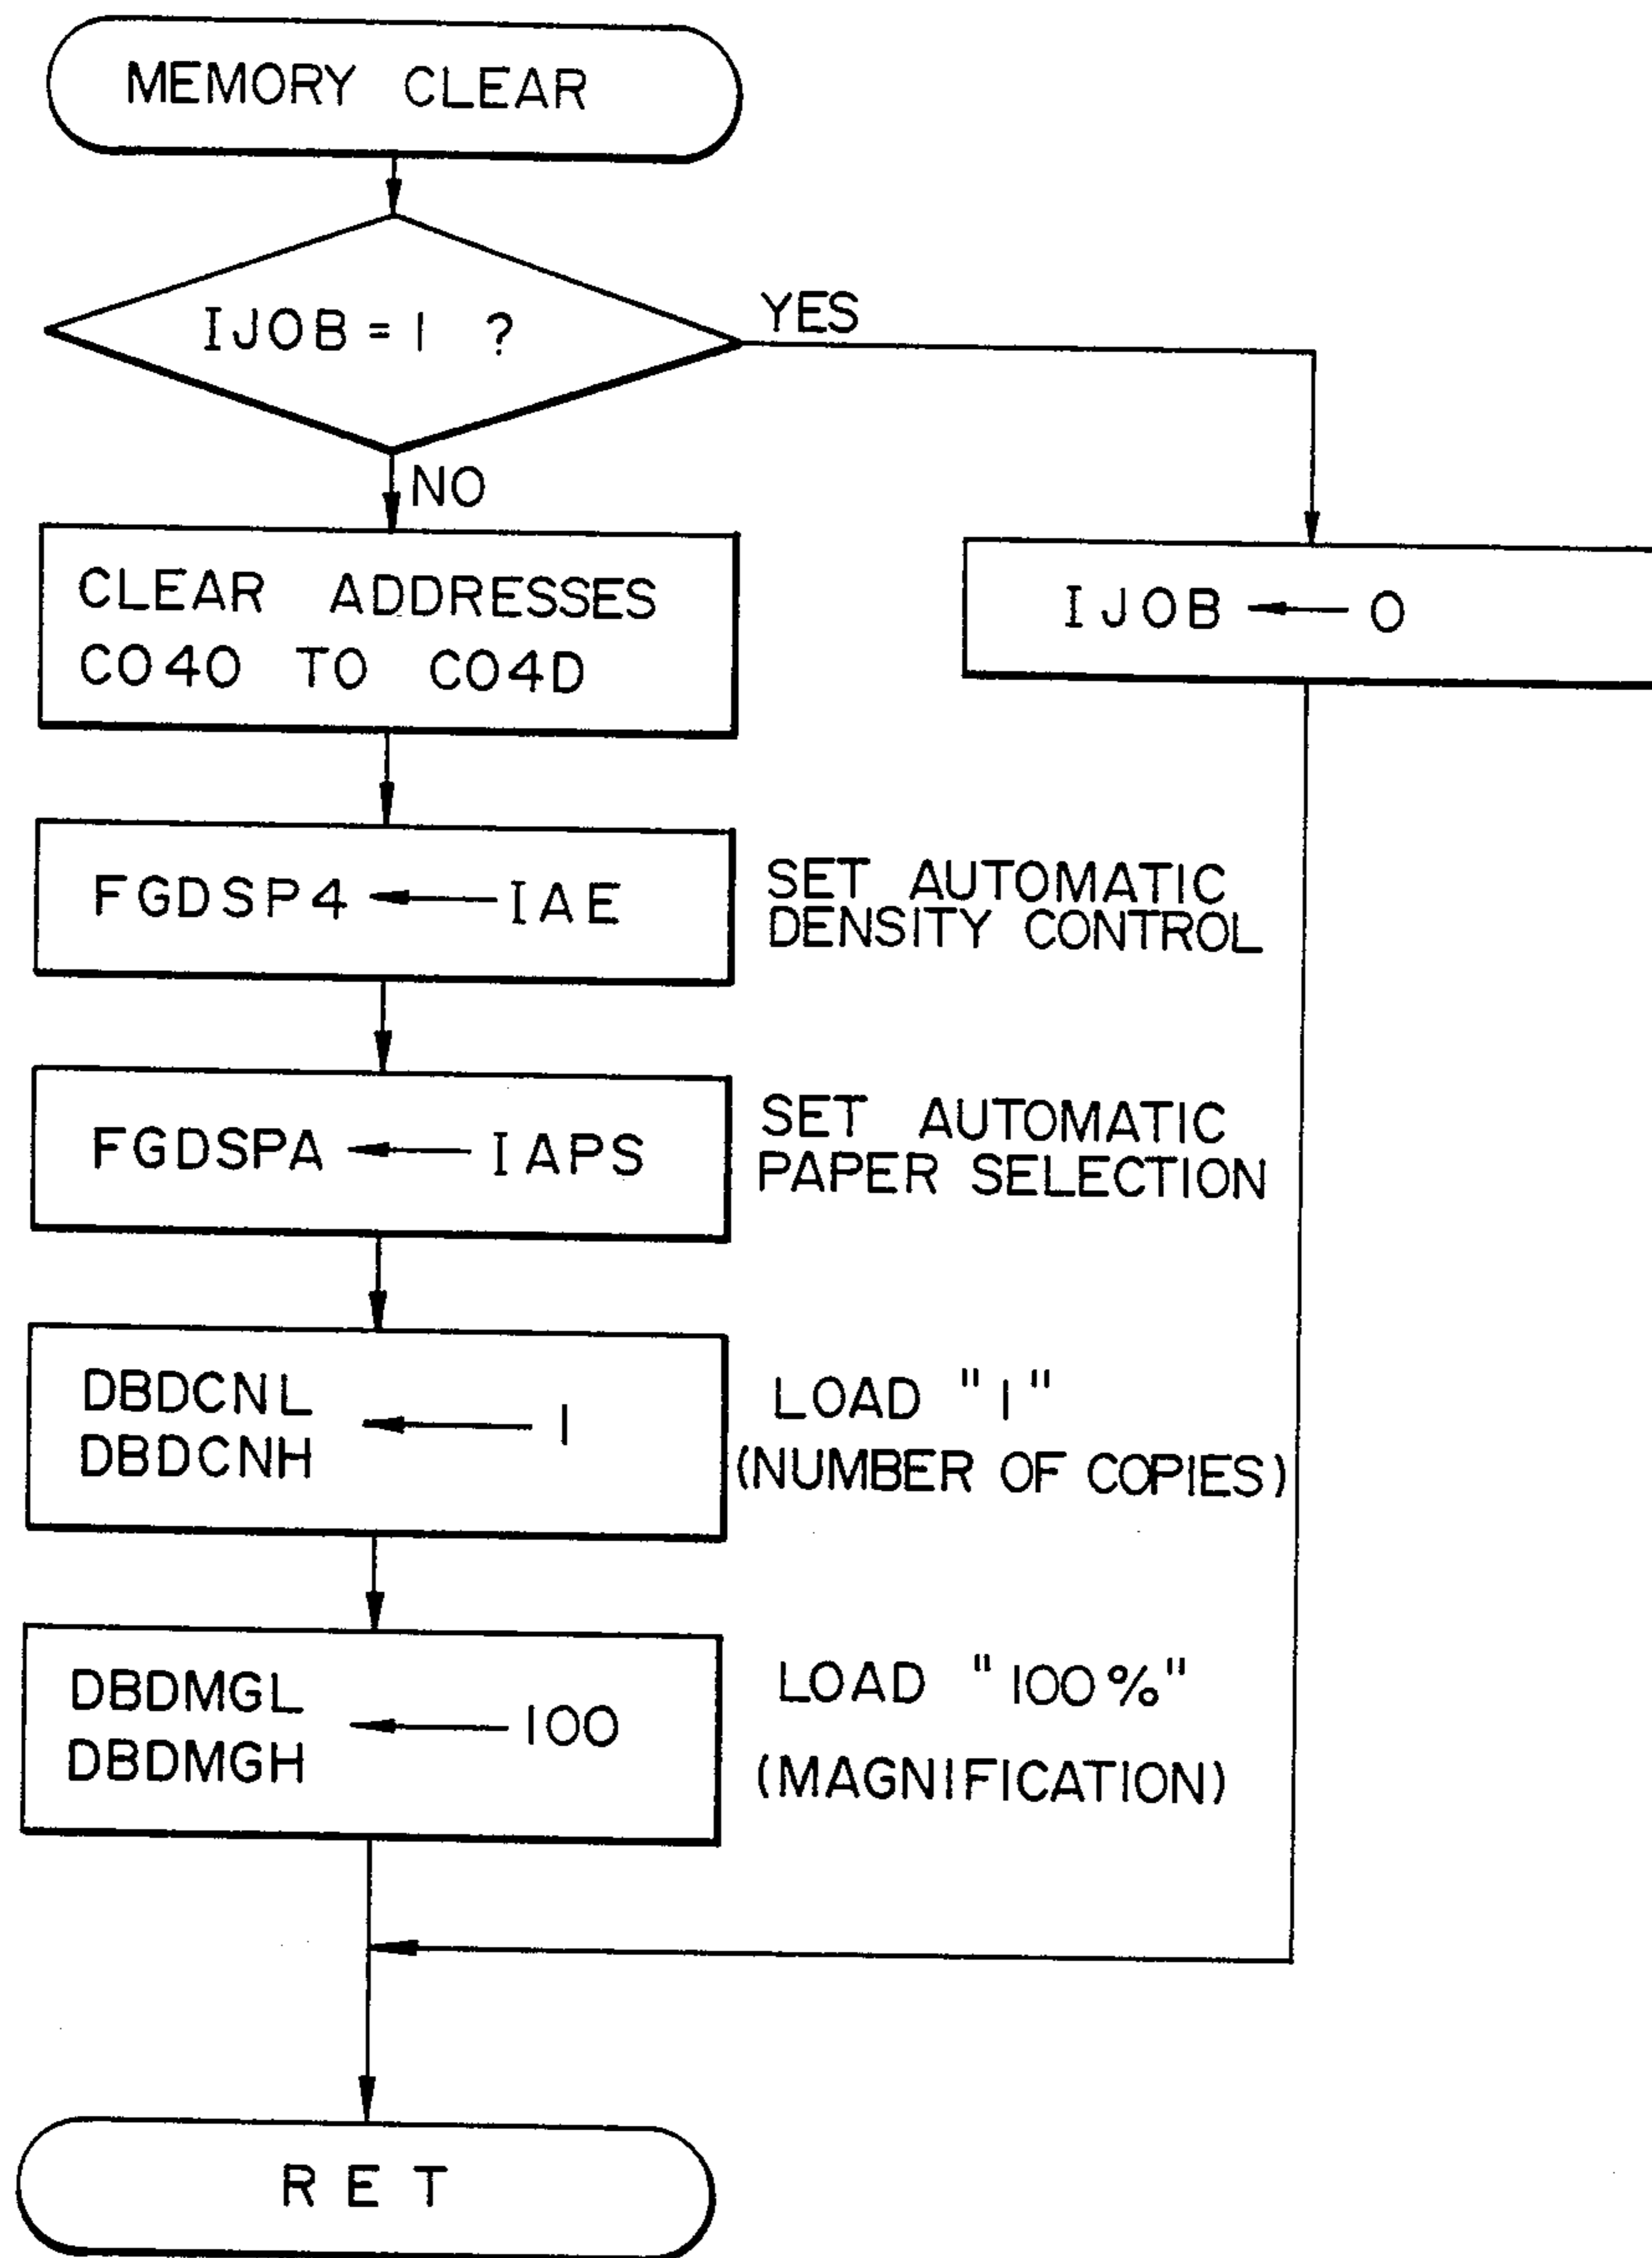 MEMORY CLEAR
IJOB = 1 ?
YES
NO
CLEAR ADDRESSES
C040 TO C04D
IJOB ← 0
FGDSP4 ← IAE
SET AUTOMATIC
DENSITY CONTROL
FGDSPA ← IAPS
SET AUTOMATIC
PAPER SELECTION
DBDCNL
DBDCNH ← 1
LOAD "1"
(NUMBER OF COPIES)
DBDMGL
DBDMGH ← 100
LOAD "100%"
(MAGNIFICATION)
RET